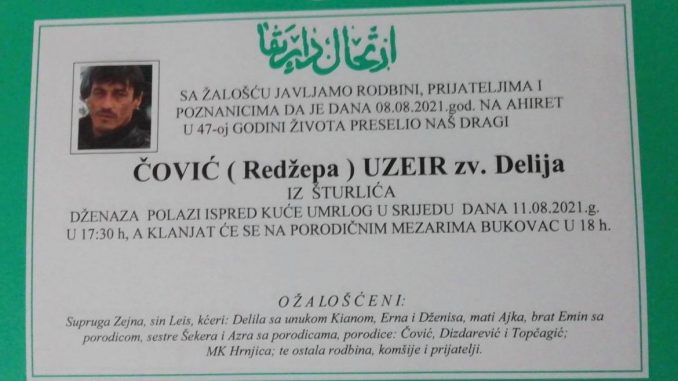 ارتحال دار بقا
SA ŽALOŠĆU JAVLJAMO RODBINI, PRIJATELJIMA I
POZNANICIMA DA JE DANA 08.08.2021.god. NA AHIRET
U 47-oj GODINI ŽIVOTA PRESELIO NAŠ DRAGI
ČOVIĆ ( Redžepa ) UZEIR zv. Delija
IZ ŠTURLIĆA
DŽENAZA POLAZI ISPRED KUĆE UMRLOG U SRIJEDU DANA 11.08.2021.g.
U 17:30 h, A KLANJAT ĆE SE NA PORODIČNIM MEZARIMA BUKOVAC U 18 h.
OŽALOŠĆENI:
Supruga Zejna, sin Leis, kćeri: Delila sa unukom Kianom, Erna i Dženisa, mati Ajka, brat Emin sa
porodicom, sestre Šekera i Azra sa porodicama, porodice: Čović, Dizdarević i Topčagić;
MK Hrnjica; te ostala rodbina, komšije i prijatelji.